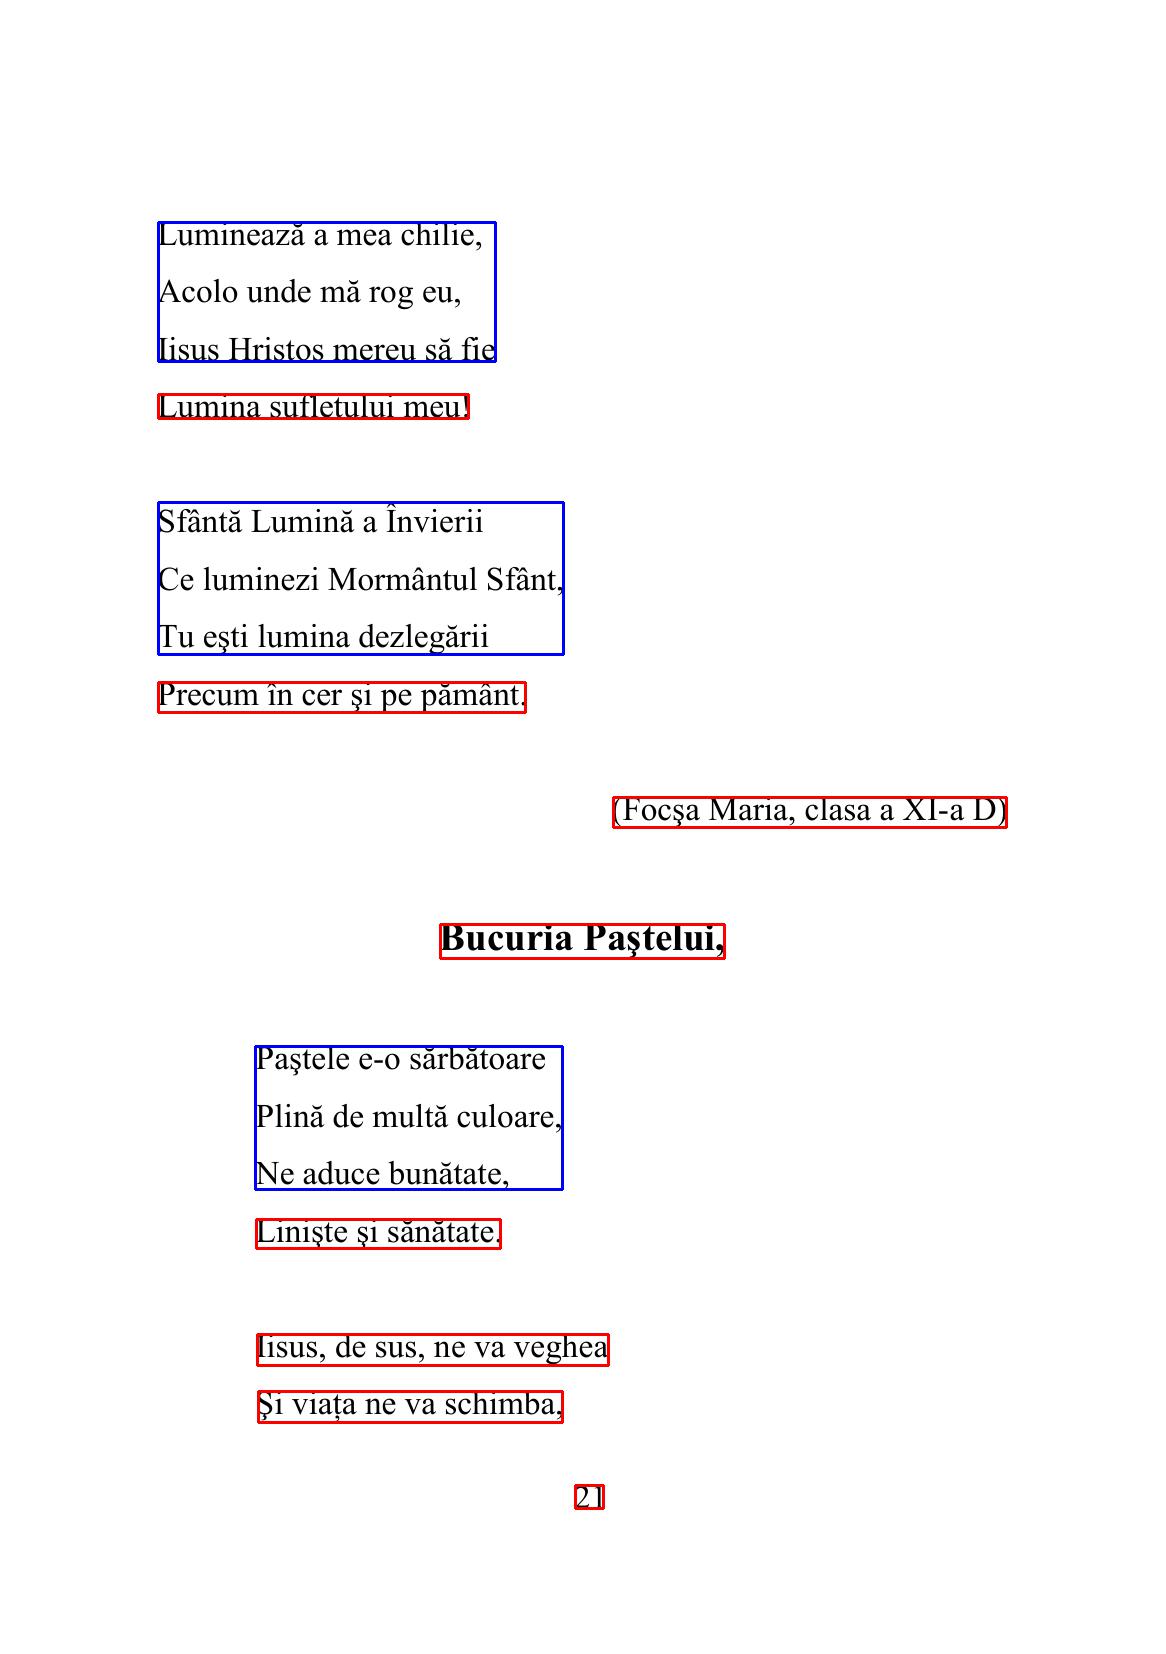 Luminează a mea chilie,
Acolo unde mă rog eu,
Iisus Hristos mereu să fie
Lumina sufletului meu!
Sfântă Lumină a Învierii
Ce luminezi Mormântul Sfânt,
Tu eşti lumina dezlegării
Precum în cer şi pe pământ.
(Focşa Maria, clasa a XI-a D)
Bucuria Paştelui,
Paştele e-o sărbătoare
Plină de multă culoare,
Ne aduce bunătate,
Linişte şi sănătate.
Iisus, de sus, ne va veghea
Şi viaţa ne va schimba,
21